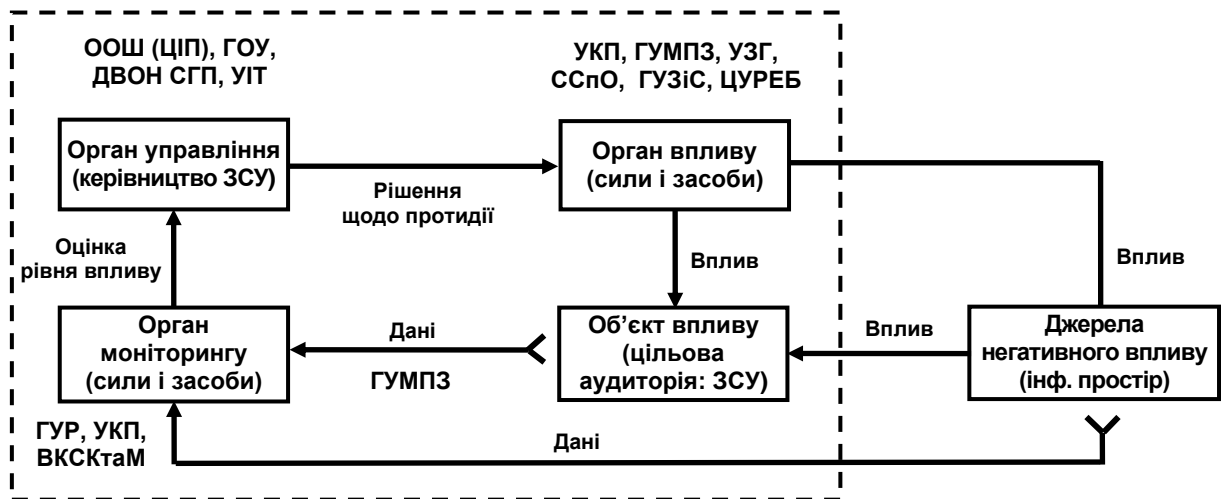 ООШ (ЦІП), ГОУ,
ДВОН СГП, УІТ
УКП, ГУМПЗ, УЗГ,
ССпО, ГУЗіС, ЦУРЕБ
Орган управління
(керівництво ЗСУ)
Рішення
щодо протидії
Орган впливу
(сили і засоби)
Оцінка
рівня впливу
Вплив
Вплив
Орган
моніторингу
(сили і засоби)
Дані
ГУМПЗ
Об’єкт впливу
(цільова
аудиторія: ЗСУ)
Вплив
Джерела
негативного впливу
(інф. простір)
ГУР, УКП,
ВКСКтаМ
Дані